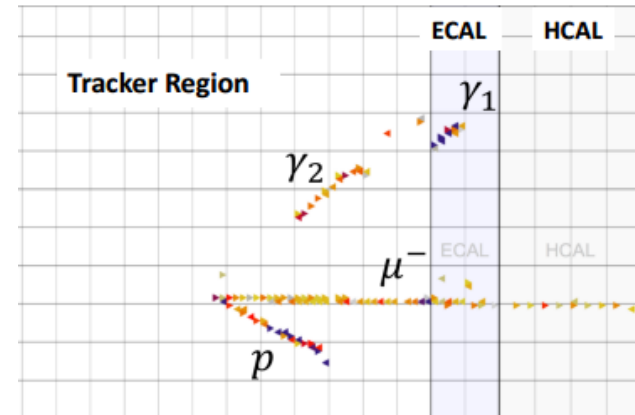 ECAL HCAL
Tracker Region
γ₁
γ₂
ECAL HCAL
μ⁻
p